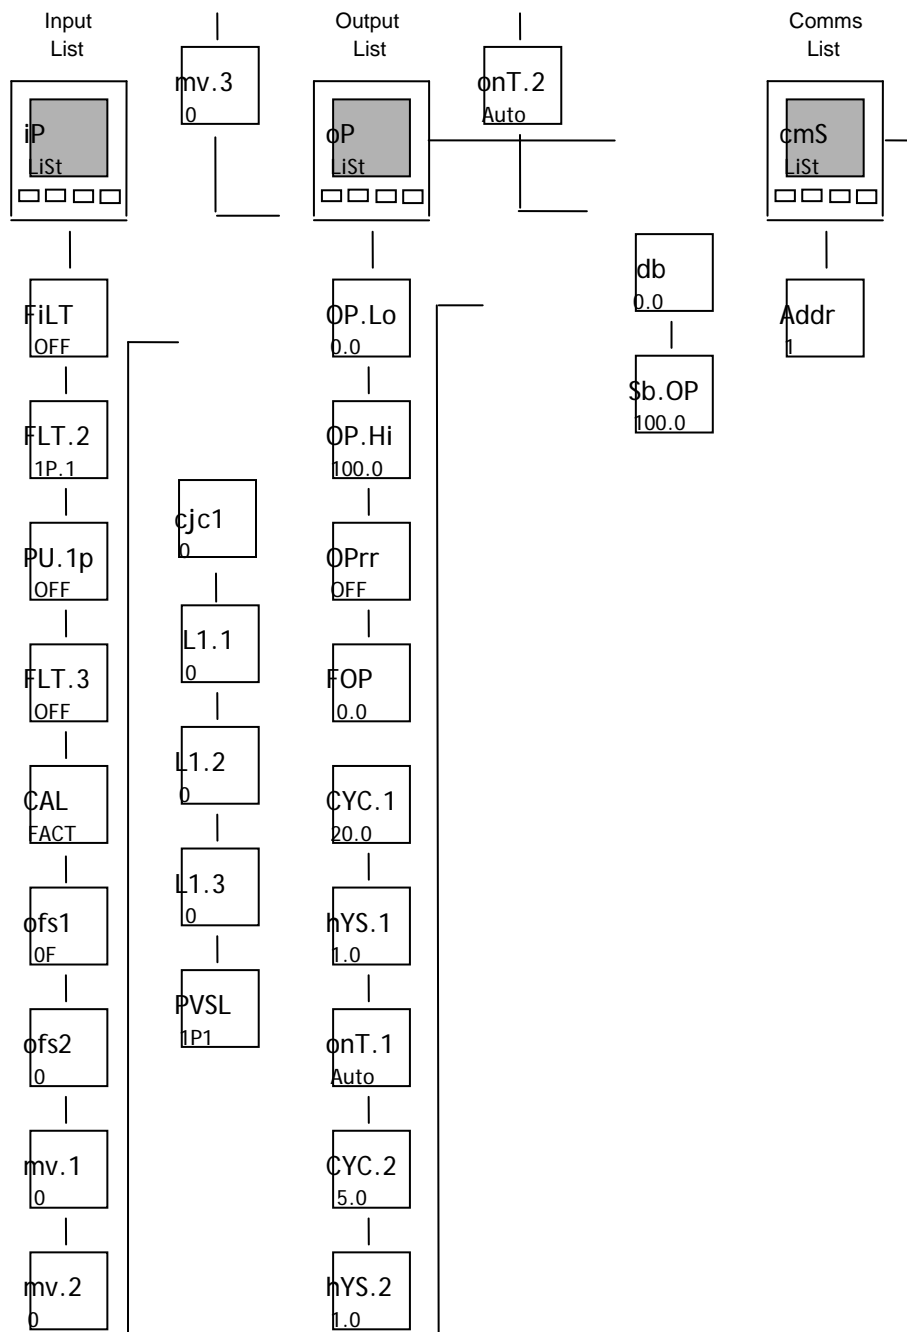 Input
List
iP
LiSt
FiLT
OFF
FLT.2
1P.1
PU.1p
OFF
FLT.3
OFF
CAL
FACT
ofs1
0F
ofs2
0
mv.1
0
mv.2
0
mv.3
0
cjc1
0
L1.1
0
L1.2
0
L1.3
0
PVSL
1P1
Output
List
oP
LiSt
OP.Lo
0.0
OP.Hi
100.0
OPrr
OFF
FOP
0.0
CYC.1
20.0
hYS.1
1.0
onT.1
Auto
CYC.2
5.0
hYS.2
1.0
onT.2
Auto
db
0.0
Sb.OP
100.0
Comms
List
cmS
LiSt
Addr
1